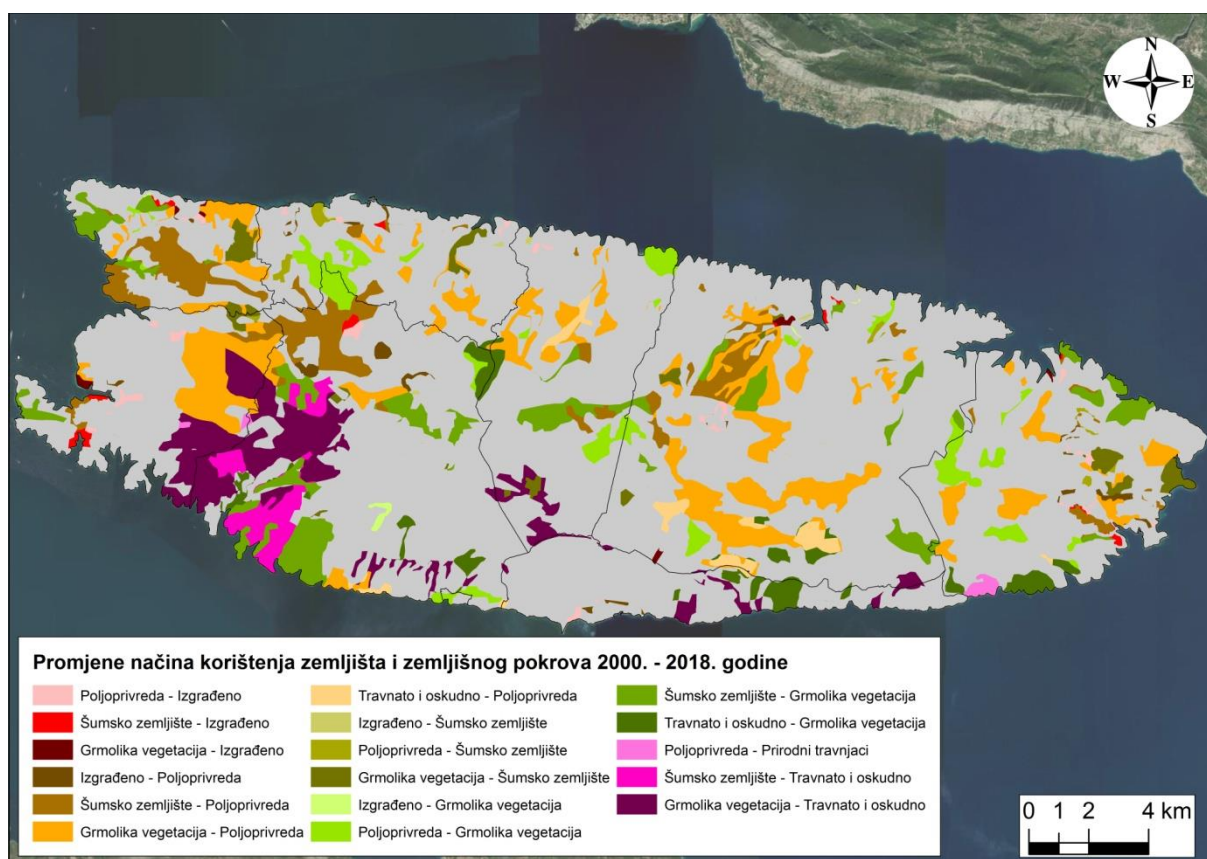 N
W E
S
Promjene načina korištenja zemljišta i zemljišnog pokrova 2000. - 2018. godine
Poljoprivreda - Izgrađeno
Šumsko zemljište - Izgrađeno
Grmolika vegetacija - Izgrađeno
Izgrađeno - Poljoprivreda
Šumsko zemljište - Poljoprivreda
Grmolika vegetacija - Poljoprivreda
Travnato i oskudno - Poljoprivreda
Izgrađeno - Šumsko zemljište
Poljoprivreda - Šumsko zemljište
Grmolika vegetacija - Šumsko zemljište
Izgrađeno - Grmolika vegetacija
Poljoprivreda - Grmolika vegetacija
Šumsko zemljište - Grmolika vegetacija
Travnato i oskudno - Grmolika vegetacija
Poljoprivreda - Prirodni travnjaci
Šumsko zemljište - Travnato i oskudno
Grmolika vegetacija - Travnato i oskudno
0 1 2 4 km